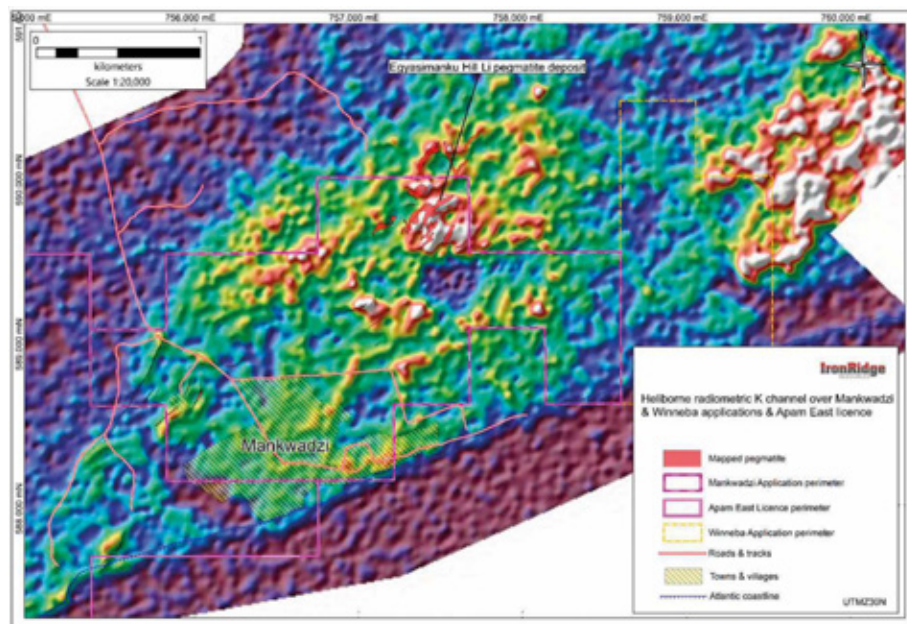 755,000 mE 756,000 mE 757,000 mE 758,000 mE 759,000 mE 760,000 mE
0 1
kilometers
Scale 1:20,000
Egyasimanku Hill Li pegmatite deposit
590,000 mN
589,000 mN
588,000 mN
Mankwadzi
IronRidge
Heliborne radiometric K channel over Mankwadzi
& Winneba applications & Apam East licence
Mapped pegmatite
Mankwadzi Application perimeter
Apam East Licence perimeter
Winneba Application perimeter
Roads & tracks
Towns & villages
Atlantic coastline
UTMZ30N